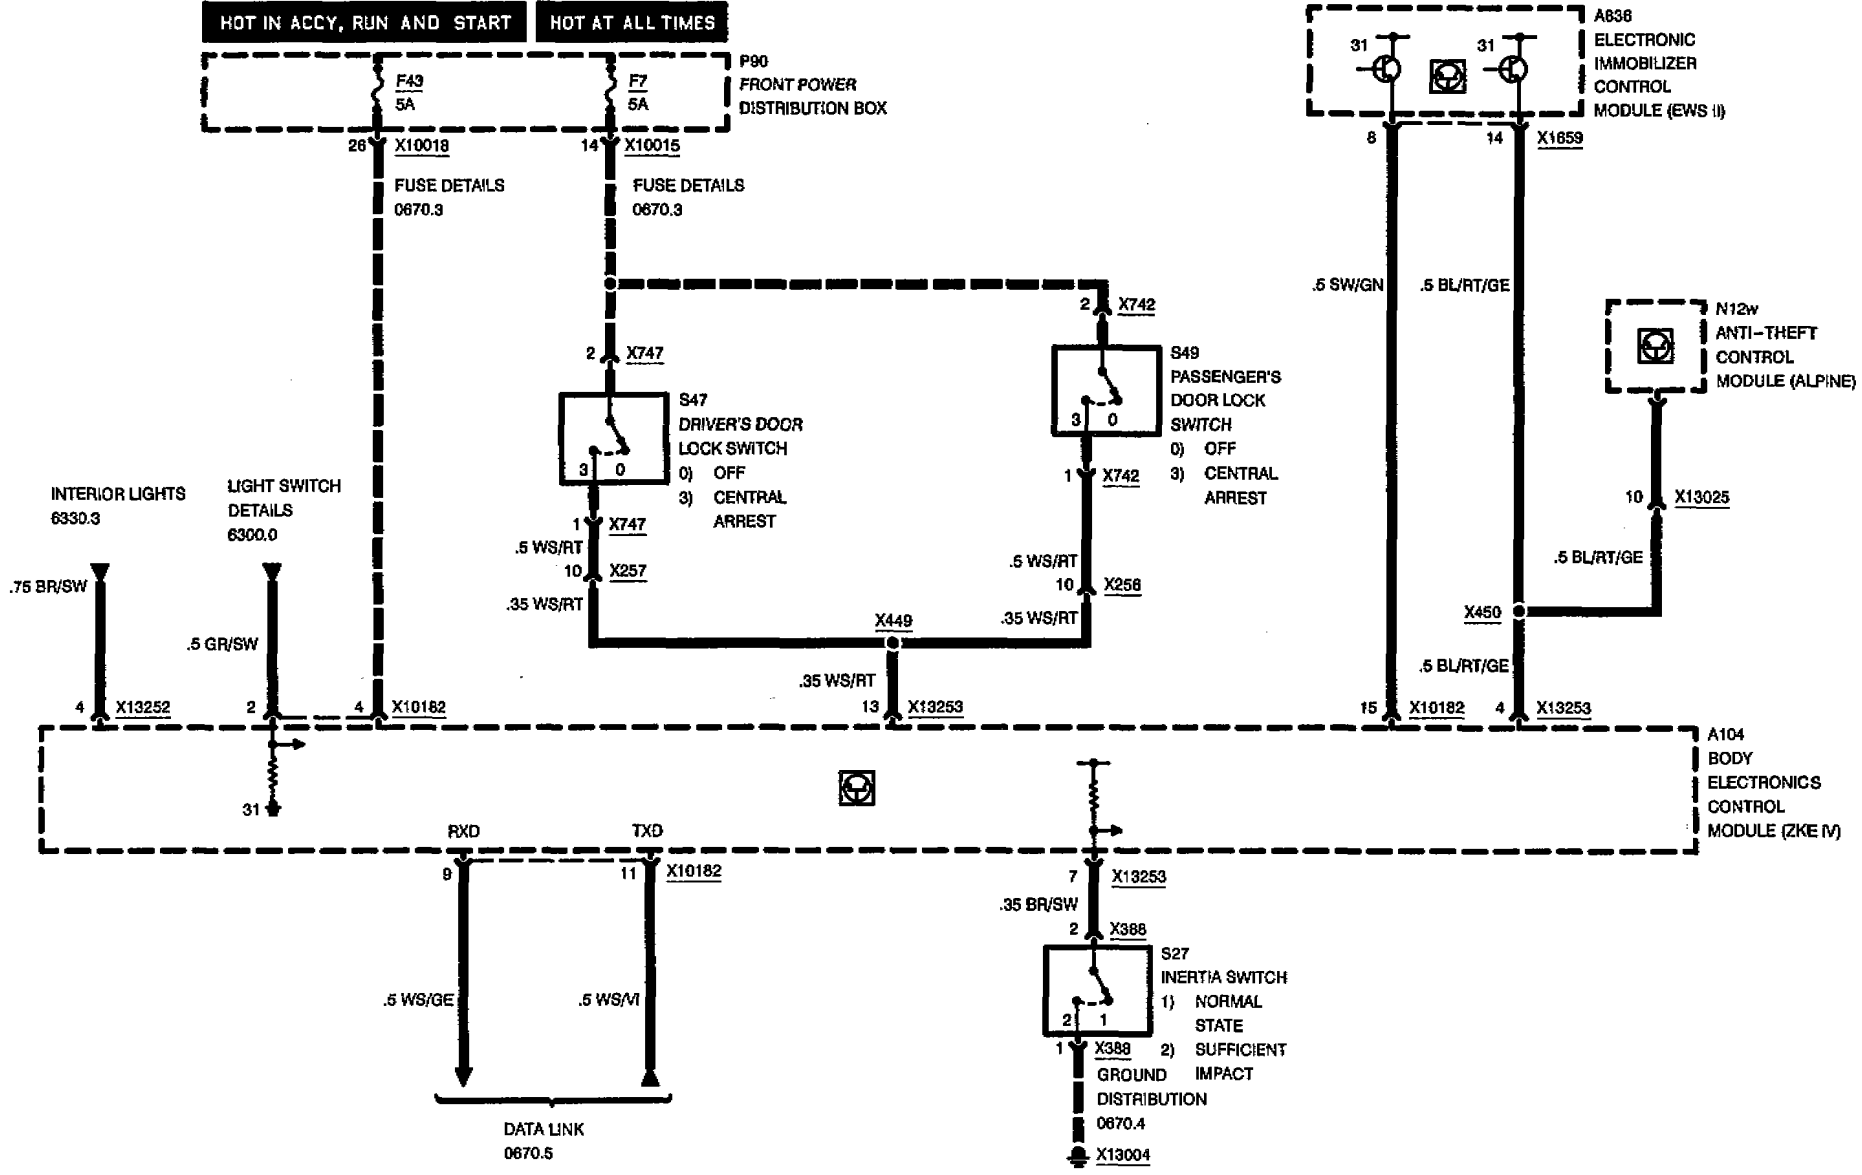 HOT IN ACCY, RUN AND START
HOT AT ALL TIMES
P90
FRONT POWER
DISTRIBUTION BOX
F43
5A
F7
5A
26
X10018
14
X10015
FUSE DETAILS
0670.3
FUSE DETAILS
0670.3
A836
ELECTRONIC
IMMOBILIZER
CONTROL
MODULE (EWS II)
31
31
8
14
X1659
.5 SW/GN
.5 BL/RT/GE
N12w
ANTI-THEFT
CONTROL
MODULE (ALPINE)
2
X742
2
X747
S49
PASSENGER'S
DOOR LOCK
SWITCH
0) OFF
3) CENTRAL
ARREST
3
0
S47
DRIVER'S DOOR
LOCK SWITCH
0) OFF
3) CENTRAL
ARREST
3
0
1
X742
1
X747
.5 WS/RT
10
X257
.35 WS/RT
.5 WS/RT
10
X258
.35 WS/RT
10
X13025
.5 BL/RT/GE
INTERIOR LIGHTS
6330.3
LIGHT SWITCH
DETAILS
6300.0
.75 BR/SW
.5 GR/SW
X449
X450
.35 WS/RT
.5 BL/RT/GE
4
X13252
2
4
X10182
13
X13253
15
X10182
4
X13253
A104
BODY
ELECTRONICS
CONTROL
MODULE (ZKE IV)
31
RXD
TXD
9
11
X10182
7
X13253
.35 BR/SW
2
X388
S27
INERTIA SWITCH
1) NORMAL
STATE
2) SUFFICIENT
IMPACT
2
1
1
X388
GROUND
DISTRIBUTION
0670.4
X13004
.5 WS/GE
.5 WS/VI
DATA LINK
0670.5